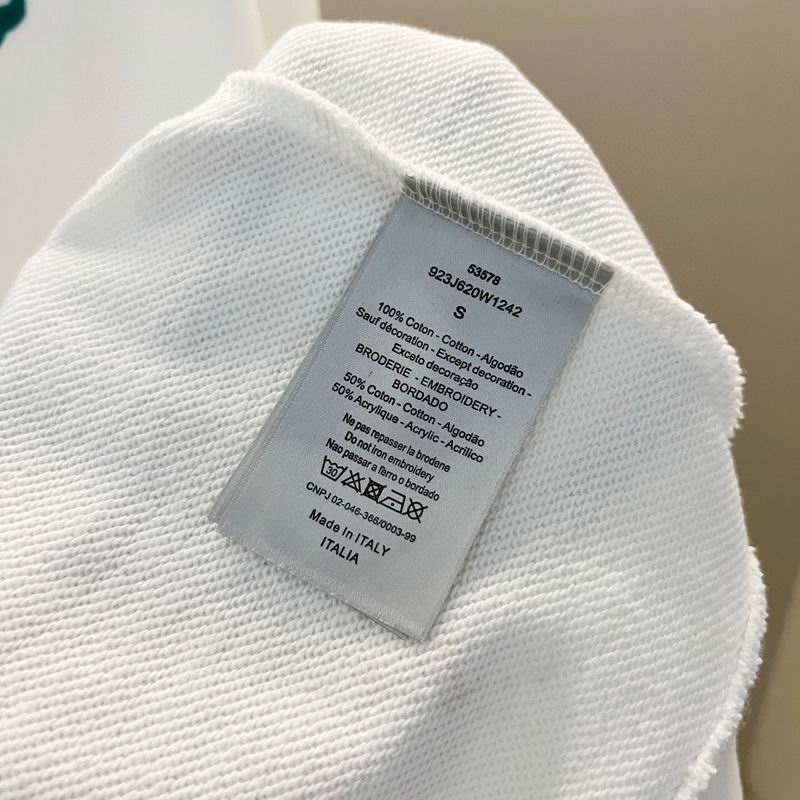 53578
923J620W1242
S
100% Coton - Cotton - Algodão
Sauf décoration - Except decoration -
Exceto decoração
BRODERIE - EMBROIDERY -
BORDADO
50% Coton - Cotton - Algodão
50% Acrylique - Acrylic - Acrílico
Ne pas repasser la brodene
Do not Iron embroidery
Nao passar a ferro o bordado
30
CNPJ 02-046-366/0003-99
Made In ITALY
ITALIA